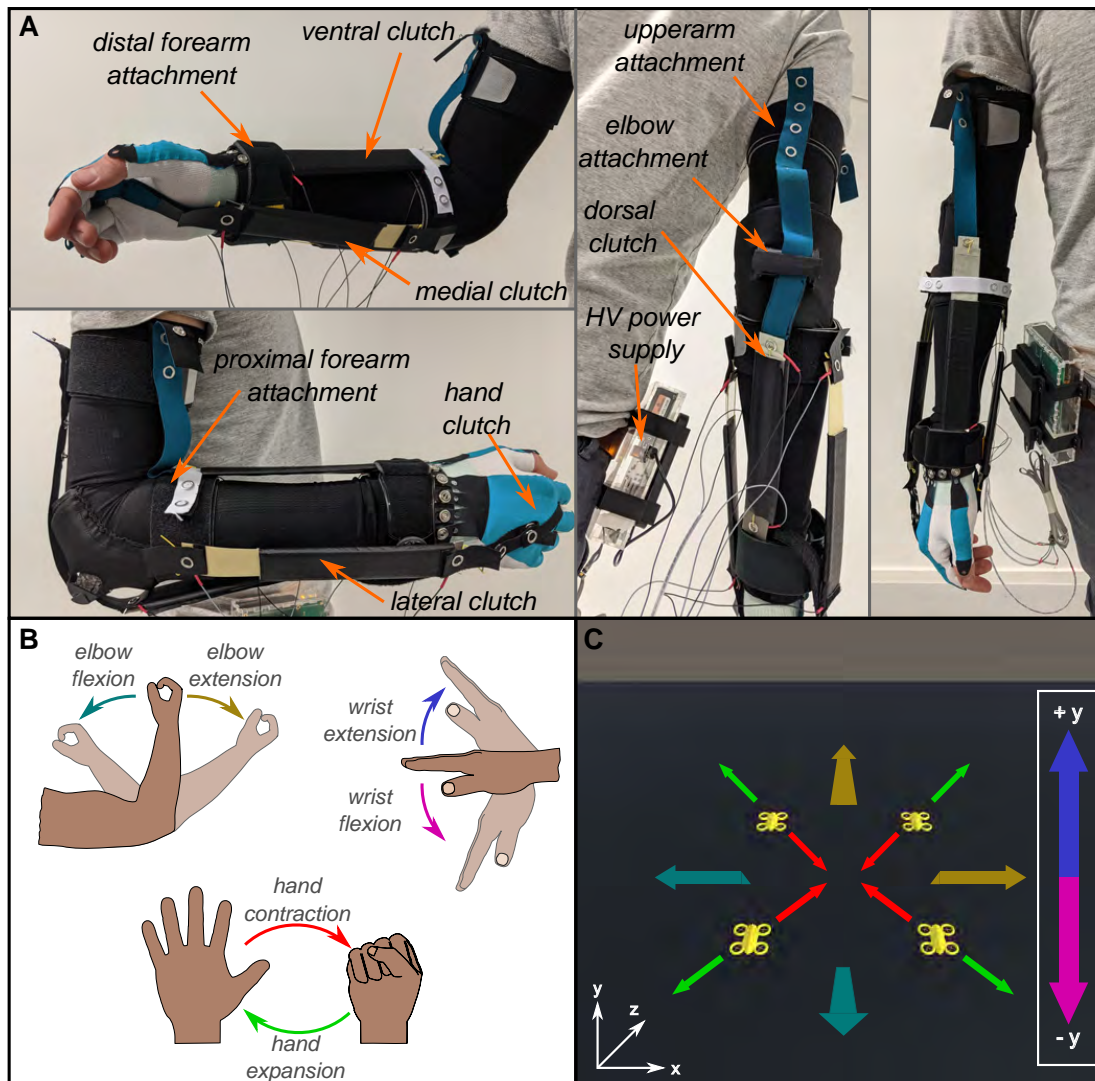 A
distal forearm
attachment
ventral clutch
medial clutch
proximal forearm
attachment
hand
clutch
lateral clutch
upperarm
attachment
elbow
attachment
dorsal
clutch
HV power
supply
B
elbow
flexion
elbow
extension
wrist
extension
wrist
flexion
hand
contraction
hand
expansion
C
+ y
- y
y
z
x